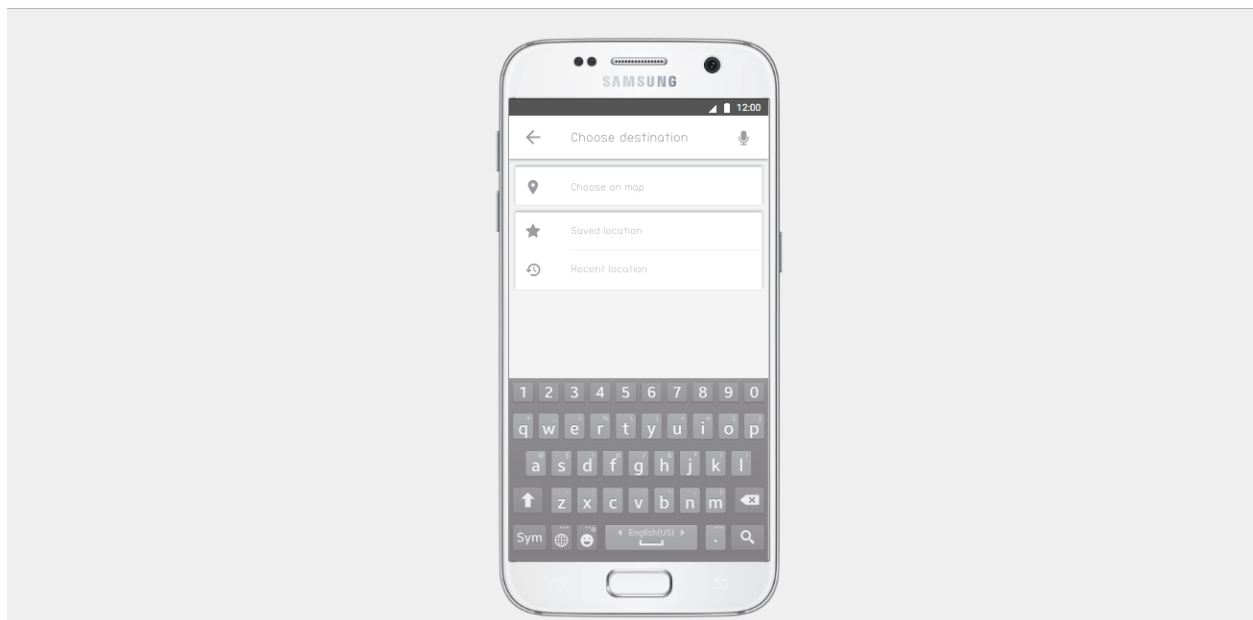 SAMSUNG
12:00
Choose destination
Choose on map
Saved location
Recent location
1 2 3 4 5 6 7 8 9 0
q w e r t y u i o p
a s d f g h j k l
z x c v b n m
Sym English(US) .